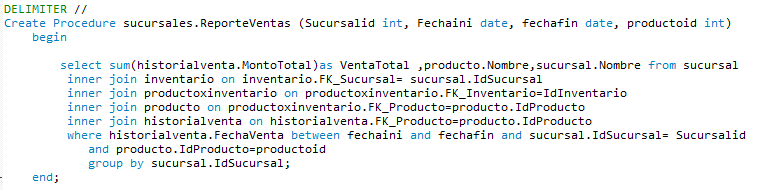 DELIMITER //
Create Procedure sucursales.ReporteVentas (Sucursalid int, Fechaini date, fechafin date, productoid int)
begin
select sum(historialventa.MontoTotal)as VentaTotal ,producto.Nombre,sucursal.Nombre from sucursal
inner join inventario on inventario.FK_Sucursal= sucursal.IdSucursal
inner join productoxinventario on productoxinventario.FK_Inventario=IdInventario
inner join producto on productoxinventario.FK_Producto=producto.IdProducto
inner join historialventa on historialventa.FK_Producto=producto.IdProducto
where historialventa.FechaVenta between fechaini and fechafin and sucursal.IdSucursal= Sucursalid
and producto.IdProducto=productoid
group by sucursal.IdSucursal;
end;